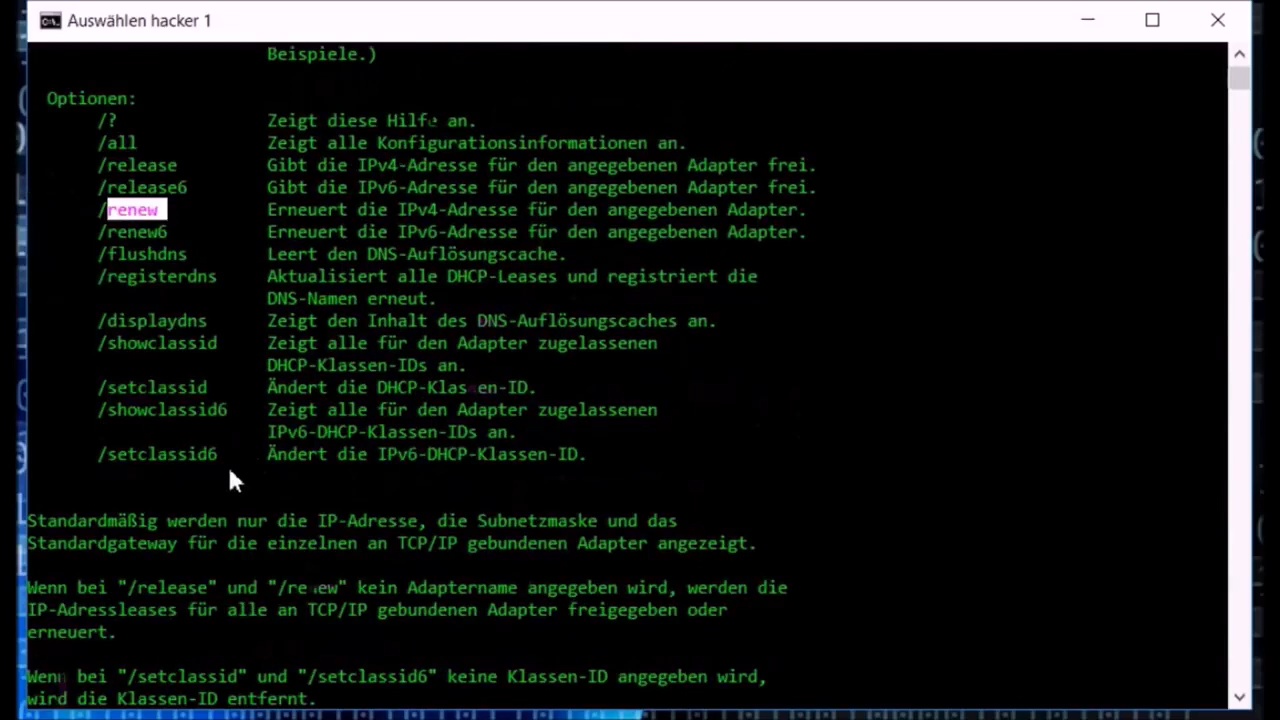 Auswählen hacker 1
Beispiele.)
Optionen:
/? Zeigt diese Hilfe an.
/all Zeigt alle Konfigurationsinformationen an.
/release Gibt die IPv4-Adresse für den angegebenen Adapter frei.
/release6 Gibt die IPv6-Adresse für den angegebenen Adapter frei.
/renew Erneuert die IPv4-Adresse für den angegebenen Adapter.
/renew6 Erneuert die IPv6-Adresse für den angegebenen Adapter.
/flushdns Leert den DNS-Auflösungscache.
/registerdns Aktualisiert alle DHCP-Leases und registriert die
DNS-Namen erneut.
/displaydns Zeigt den Inhalt des DNS-Auflösungscaches an.
/showclassid Zeigt alle für den Adapter zugelassenen
DHCP-Klassen-IDs an.
/setclassid Ändert die DHCP-Klassen-ID.
/showclassid6 Zeigt alle für den Adapter zugelassenen
IPv6-DHCP-Klassen-IDs an.
/setclassid6 Ändert die IPv6-DHCP-Klassen-ID.
Standardmäßig werden nur die IP-Adresse, die Subnetzmaske und das
Standardgateway für die einzelnen an TCP/IP gebundenen Adapter angezeigt.
Wenn bei "/release" und "/renew" kein Adaptername angegeben wird, werden die
IP-Adressleases für alle an TCP/IP gebundenen Adapter freigegeben oder
erneuert.
Wenn bei "/setclassid" und "/setclassid6" keine Klassen-ID angegeben wird,
wird die Klassen-ID entfernt.